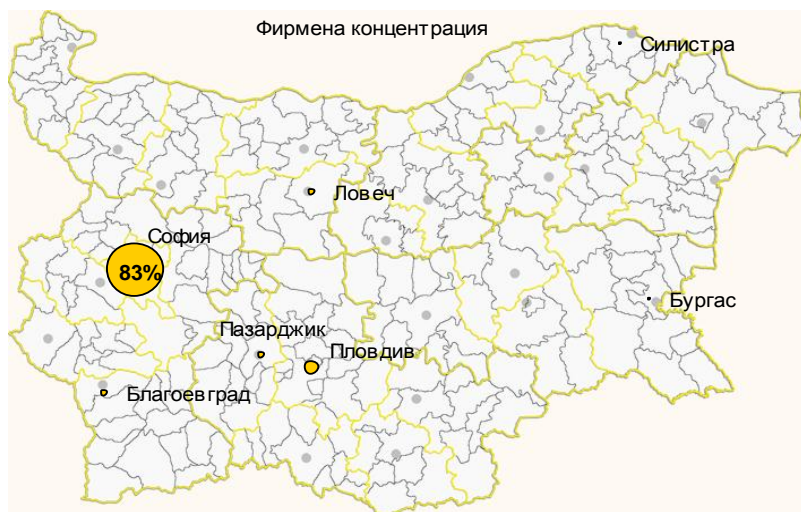 Фирмена концентрация
Силистра
Ловеч
София
83%
Бургас
Пазарджик
Пловдив
Благоевград